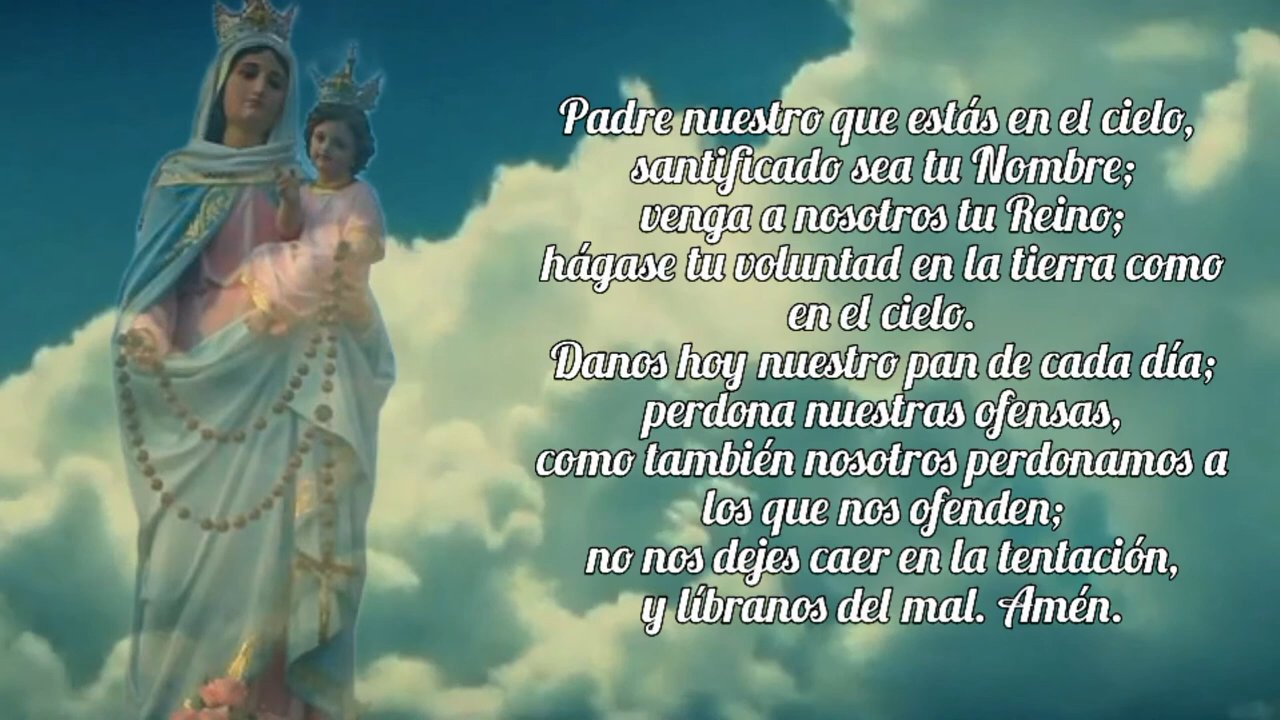 Padre nuestro que estás en el cielo,
santificado sea tu Nombre;
venga a nosotros tu Reino;
hágase tu voluntad en la tierra como
en el cielo.
Danos hoy nuestro pan de cada día;
perdona nuestras ofensas,
como también nosotros perdonamos a
los que nos ofenden;
no nos dejes caer en la tentación,
y líbranos del mal. Amén.